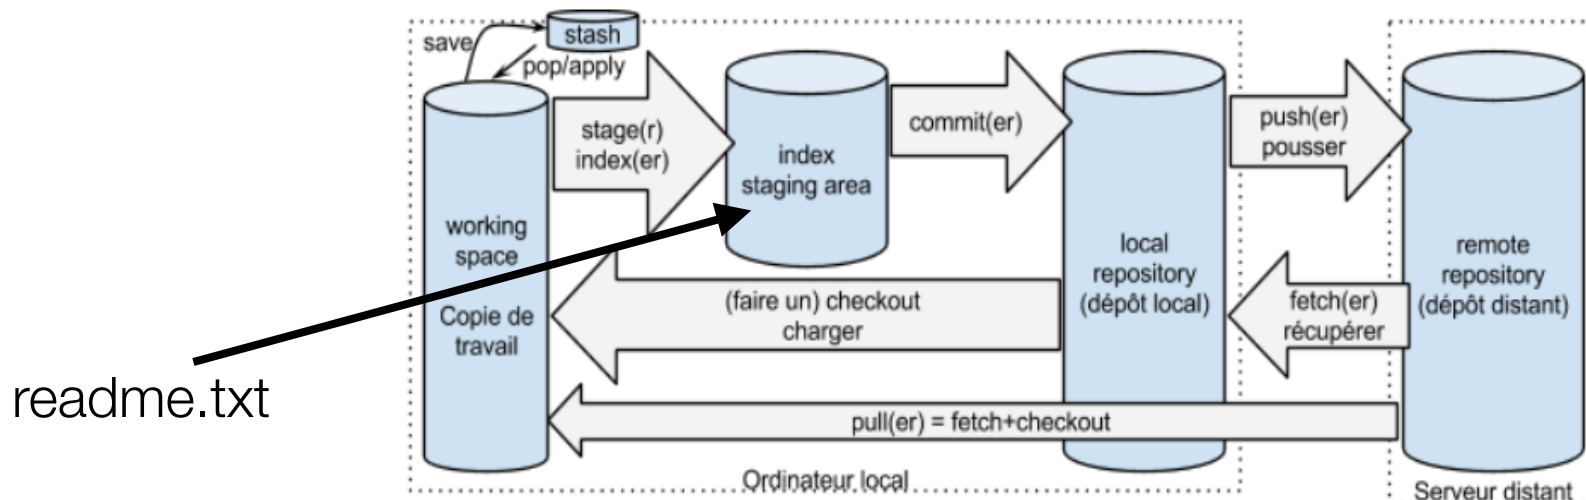 save
stash
pop/apply
stage(r)
index(er)
index
staging area
commit(er)
push(er)
pousser
working
space
Copie de
travail
local
repository
(dépôt local)
remote
repository
(dépôt distant)
(faire un) checkout
charger
fetch(er)
récupérer
readme.txt
pull(er) = fetch+checkout
Ordinateur local
Serveur distant